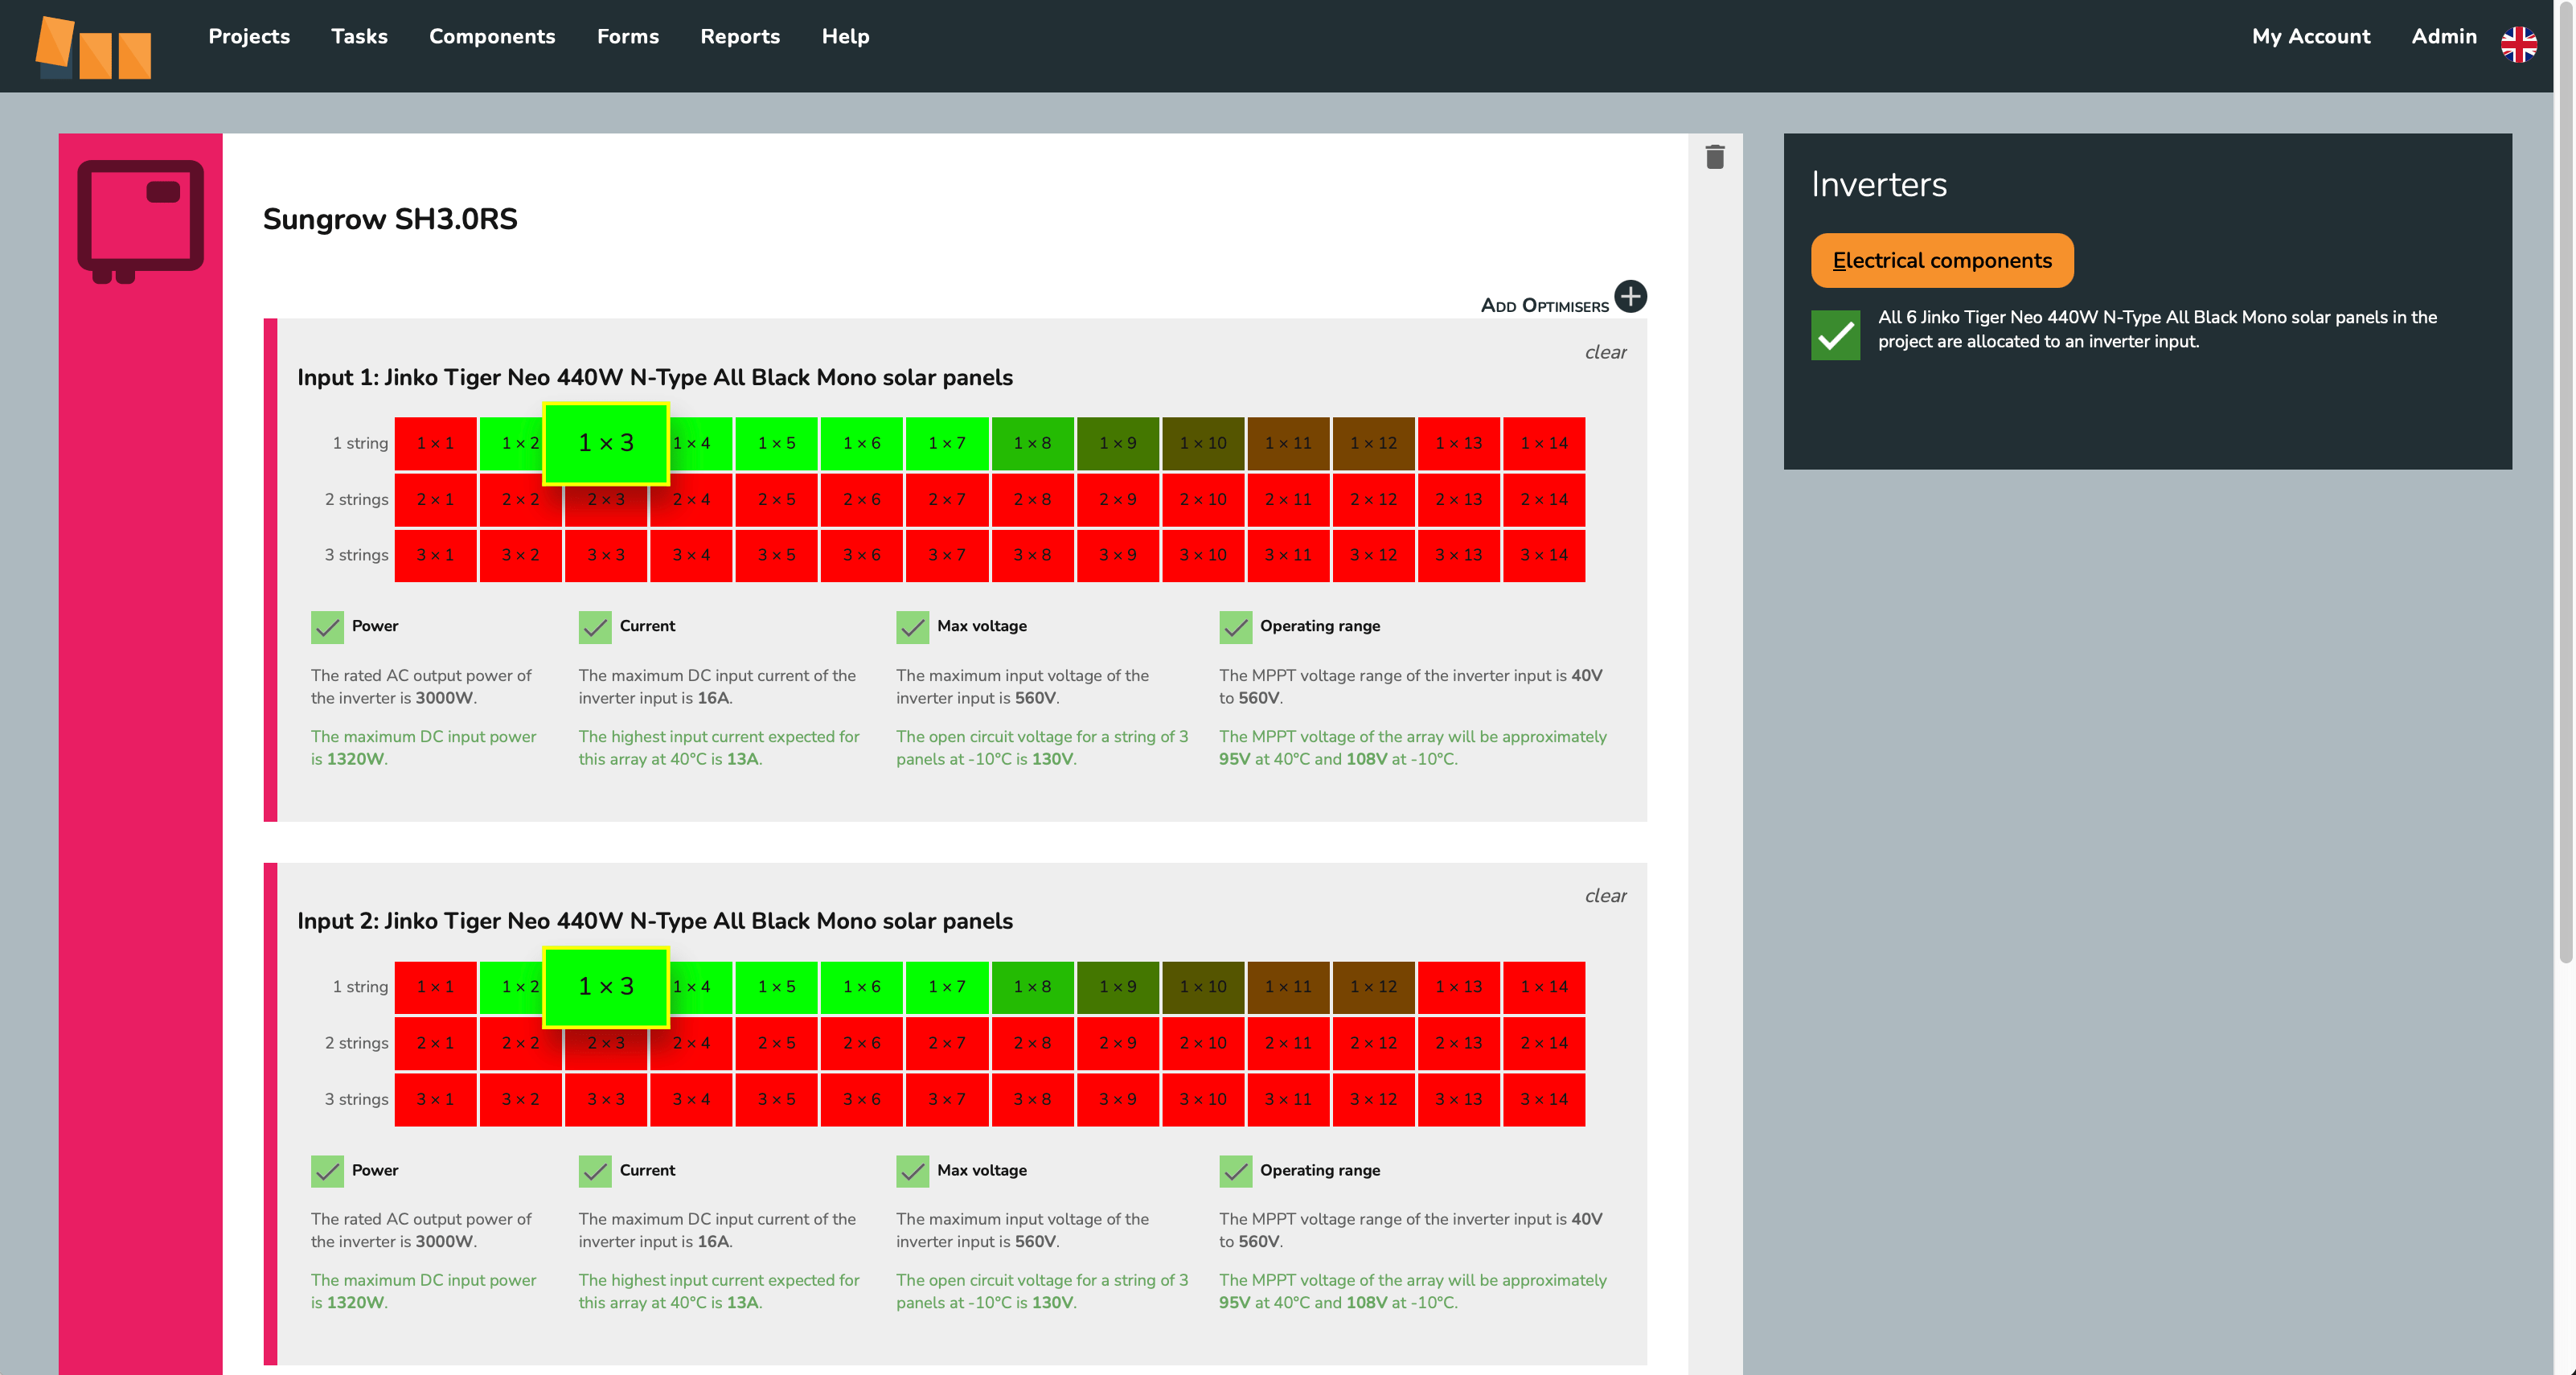 Projects Tasks Components Forms Reports Help My Account Admin
Sungrow SH3.0RS
Add Optimisers
clear
Input 1: Jinko Tiger Neo 440W N-Type All Black Mono solar panels
1 string 1 × 1 1 × 2 1 × 3 1 × 4 1 × 5 1 × 6 1 × 7 1 × 8 1 × 9 1 × 10 1 × 11 1 × 12 1 × 13 1 × 14
2 strings 2 × 1 2 × 2 2 × 3 2 × 4 2 × 5 2 × 6 2 × 7 2 × 8 2 × 9 2 × 10 2 × 11 2 × 12 2 × 13 2 × 14
3 strings 3 × 1 3 × 2 3 × 3 3 × 4 3 × 5 3 × 6 3 × 7 3 × 8 3 × 9 3 × 10 3 × 11 3 × 12 3 × 13 3 × 14
Power
The rated AC output power of
the inverter is 3000W.
The maximum DC input power
is 1320W.
Current
The maximum DC input current of the
inverter input is 16A.
The highest input current expected for
this array at 40°C is 13A.
Max voltage
The maximum input voltage of the
inverter input is 560V.
The open circuit voltage for a string of 3
panels at -10°C is 130V.
Operating range
The MPPT voltage range of the inverter input is 40V
to 560V.
The MPPT voltage of the array will be approximately
95V at 40°C and 108V at -10°C.
clear
Input 2: Jinko Tiger Neo 440W N-Type All Black Mono solar panels
1 string 1 × 1 1 × 2 1 × 3 1 × 4 1 × 5 1 × 6 1 × 7 1 × 8 1 × 9 1 × 10 1 × 11 1 × 12 1 × 13 1 × 14
2 strings 2 × 1 2 × 2 2 × 3 2 × 4 2 × 5 2 × 6 2 × 7 2 × 8 2 × 9 2 × 10 2 × 11 2 × 12 2 × 13 2 × 14
3 strings 3 × 1 3 × 2 3 × 3 3 × 4 3 × 5 3 × 6 3 × 7 3 × 8 3 × 9 3 × 10 3 × 11 3 × 12 3 × 13 3 × 14
Power
The rated AC output power of
the inverter is 3000W.
The maximum DC input power
is 1320W.
Current
The maximum DC input current of the
inverter input is 16A.
The highest input current expected for
this array at 40°C is 13A.
Max voltage
The maximum input voltage of the
inverter input is 560V.
The open circuit voltage for a string of 3
panels at -10°C is 130V.
Operating range
The MPPT voltage range of the inverter input is 40V
to 560V.
The MPPT voltage of the array will be approximately
95V at 40°C and 108V at -10°C.
Inverters
Electrical components
All 6 Jinko Tiger Neo 440W N-Type All Black Mono solar panels in the
project are allocated to an inverter input.